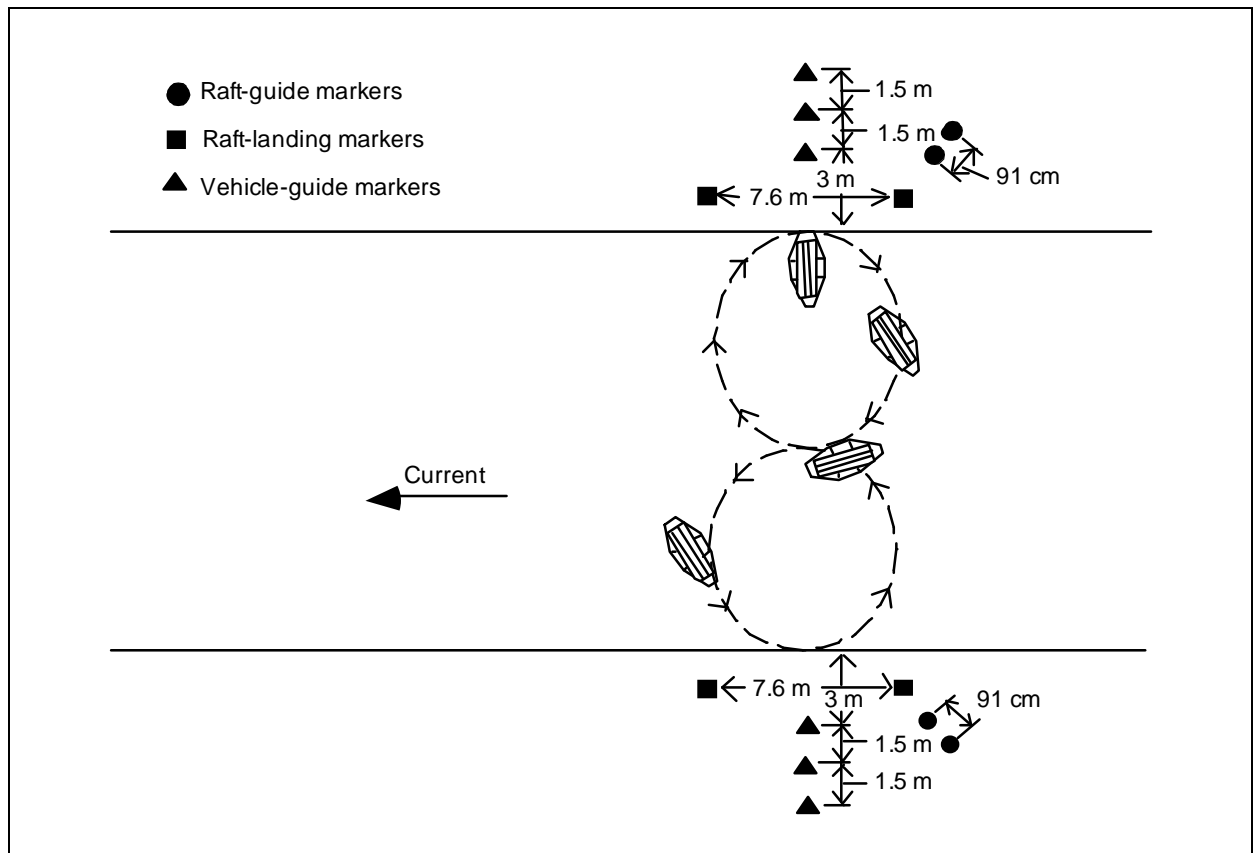 Raft-guide markers
Raft-landing markers
Vehicle-guide markers
1.5 m
1.5 m
91 cm
3 m
7.6 m
Current
7.6 m
3 m
91 cm
1.5 m
1.5 m